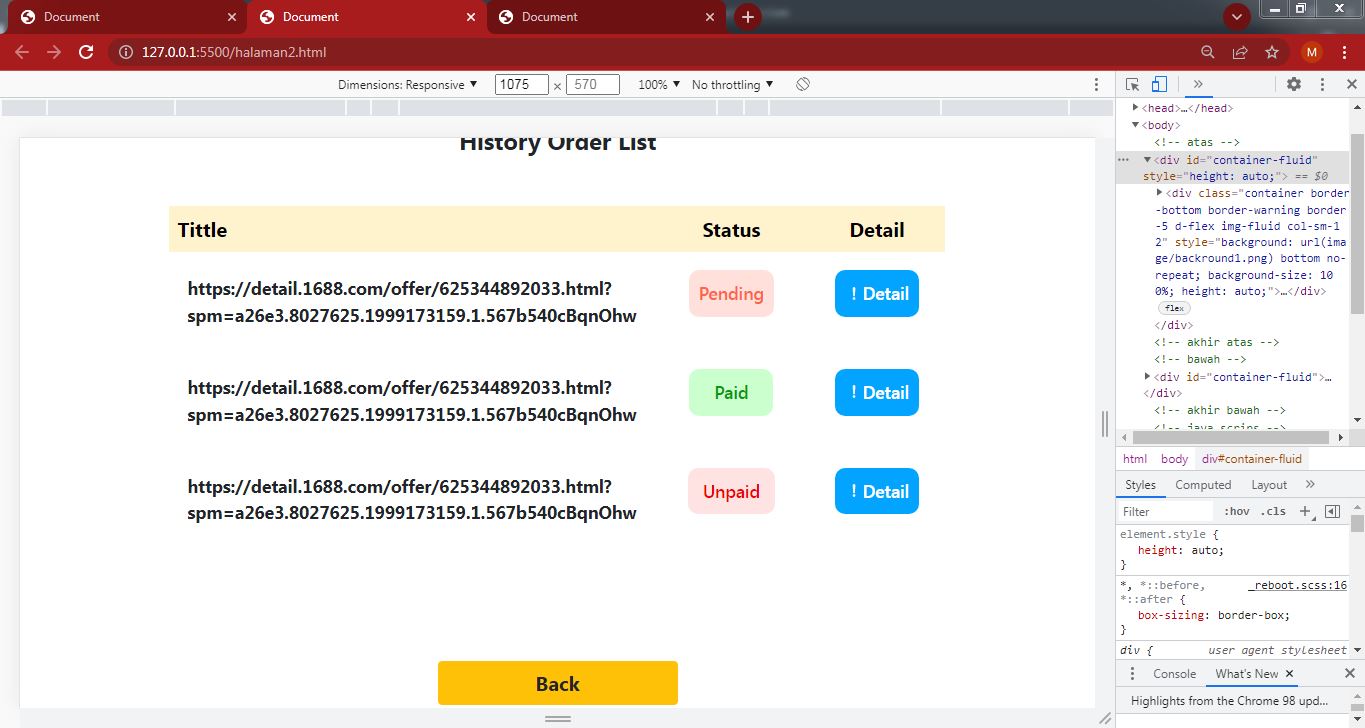 Document
Document
Document
127.0.0.1:5500/halaman2.html
M
Dimensions: Responsive 1075 × 570 100% No throttling
History Order List
Tittle Status Detail
https://detail.1688.com/offer/625344892033.html?
spm=a26e3.8027625.1999173159.1.567b540cBqnOhw
Pending
! Detail
https://detail.1688.com/offer/625344892033.html?
spm=a26e3.8027625.1999173159.1.567b540cBqnOhw
Paid
! Detail
https://detail.1688.com/offer/625344892033.html?
spm=a26e3.8027625.1999173159.1.567b540cBqnOhw
Unpaid
! Detail
Back
<head>…</head>
<body>
<!-- atas -->
<div id="container-fluid"
style="height: auto;"> == $0
<div class="container border
-bottom border-warning border
-5 d-flex img-fluid col-sm-1
2" style="background: url(ima
ge/backround1.png) bottom no-
repeat; background-size: 10
0%; height: auto;">…</div>
flex
</div>
<!-- akhir atas -->
<!-- bawah -->
<div id="container-fluid">…
</div>
<!-- akhir bawah -->
<!-- java scrips -->
html body div#container-fluid
Styles Computed Layout
Filter :hov .cls
element.style {
height: auto;
}
*, *::before, _reboot.scss:16
*::after {
box-sizing: border-box;
}
div { user agent stylesheet
Console What's New
Highlights from the Chrome 98 upd...